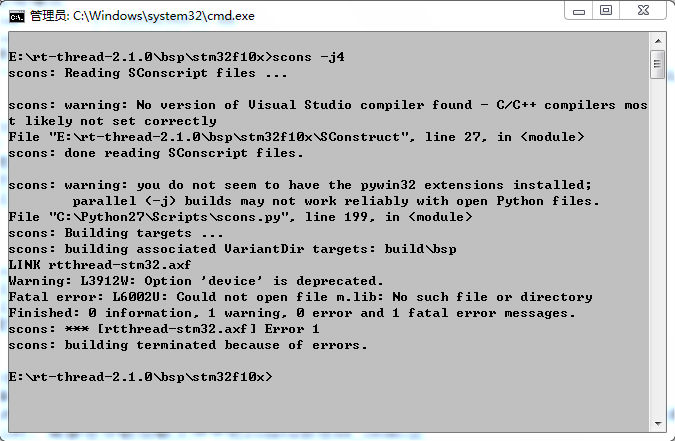 管理员: C:\Windows\system32\cmd.exe
E:\rt-thread-2.1.0\bsp\stm32f10x>scons -j4
scons: Reading SConscript files ...
scons: warning: No version of Visual Studio compiler found - C/C++ compilers mos
t likely not set correctly
File "E:\rt-thread-2.1.0\bsp\stm32f10x\SConstruct", line 27, in <module>
scons: done reading SConscript files.
scons: warning: you do not seem to have the pywin32 extensions installed;
parallel (-j) builds may not work reliably with open Python files.
File "C:\Python27\Scripts\scons.py", line 199, in <module>
scons: Building targets ...
scons: building associated VariantDir targets: build\bsp
LINK rtthread-stm32.axf
Warning: L3912W: Option 'device' is deprecated.
Fatal error: L6002U: Could not open file m.lib: No such file or directory
Finished: 0 information, 1 warning, 0 error and 1 fatal error messages.
scons: *** [rtthread-stm32.axf] Error 1
scons: building terminated because of errors.
E:\rt-thread-2.1.0\bsp\stm32f10x>